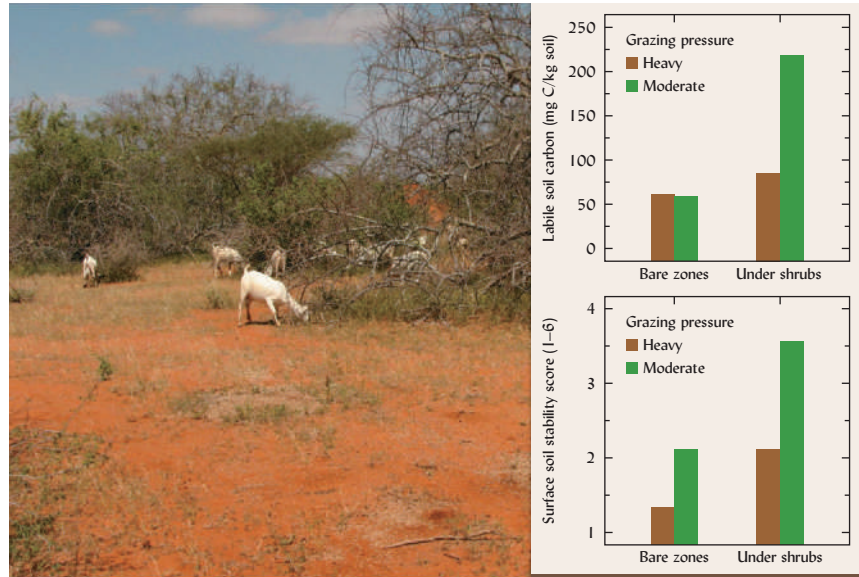 Labile soil carbon (mg C/kg soil)
250
200
150
100
50
0
Grazing pressure
Heavy
Moderate
Bare zones Under shrubs
Surface soil stability score (1–6)
4
3
2
1
Grazing pressure
Heavy
Moderate
Bare zones Under shrubs